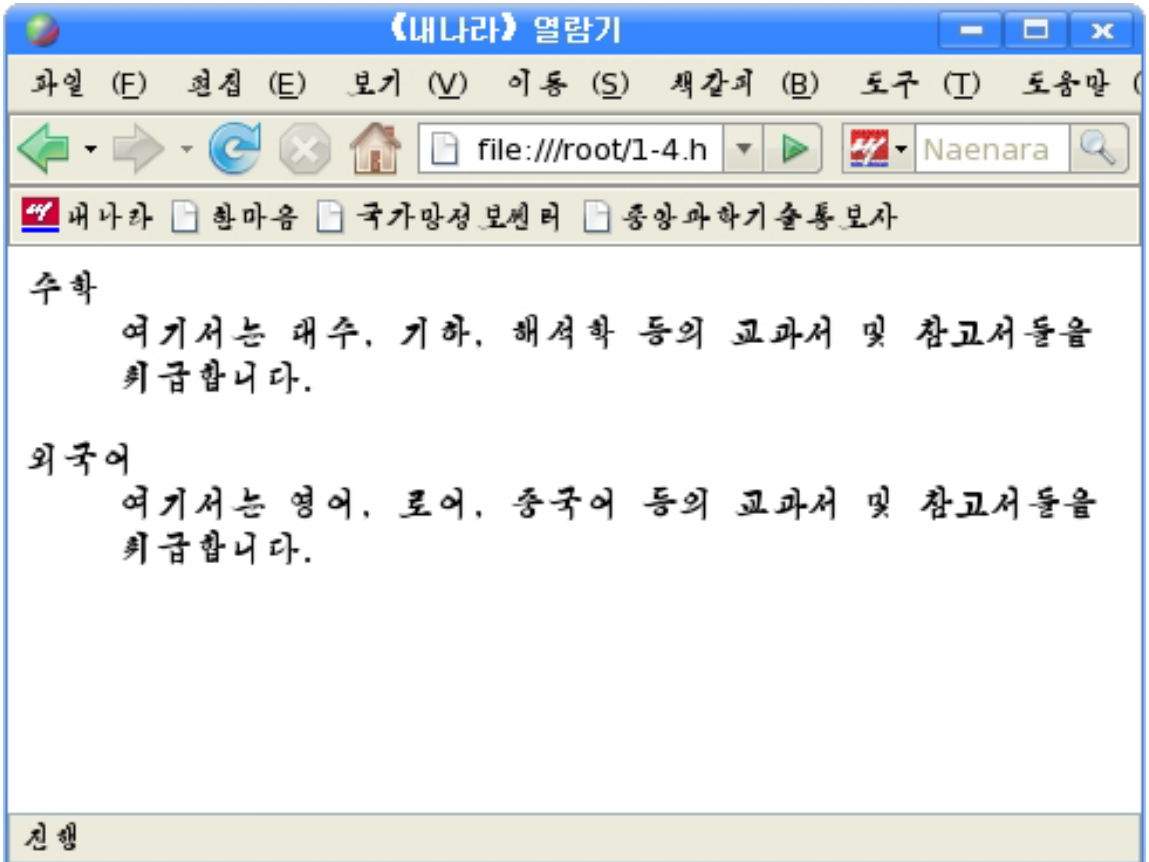 《내나라》 열람기
파일 (F) 편집 (E) 보기 (V) 이동 (S) 책갈피 (B) 도구 (T) 도움말 (
file:///root/1-4.h Naenara
내나라 한마음 국가망정보쎈터 중앙과학기술통보사
수학
여기서는 대수, 기하, 해석학 등의 교과서 및 참고서들을
취급합니다.
외국어
여기서는 영어, 로어, 중국어 등의 교과서 및 참고서들을
취급합니다.
진행